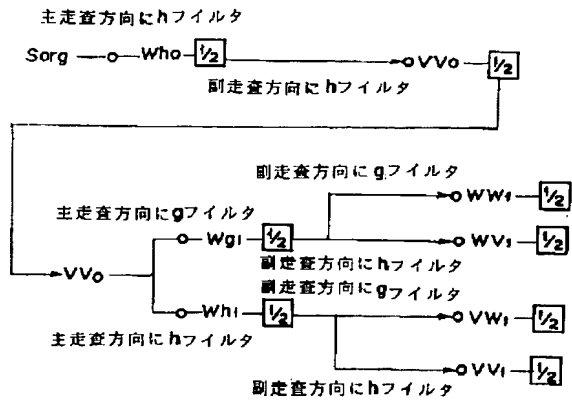 主走査方向にhフィルタ
Sorg Who 1/2 VVo 1/2
副走査方向にhフィルタ
副走査方向にgフィルタ
WW1 1/2
主走査方向にgフィルタ
Wg1 1/2 WV1 1/2
副走査方向にhフィルタ
VVo
副走査方向にgフィルタ
Wh1 1/2 VW1 1/2
主走査方向にhフィルタ
VV1 1/2
副走査方向にhフィルタ